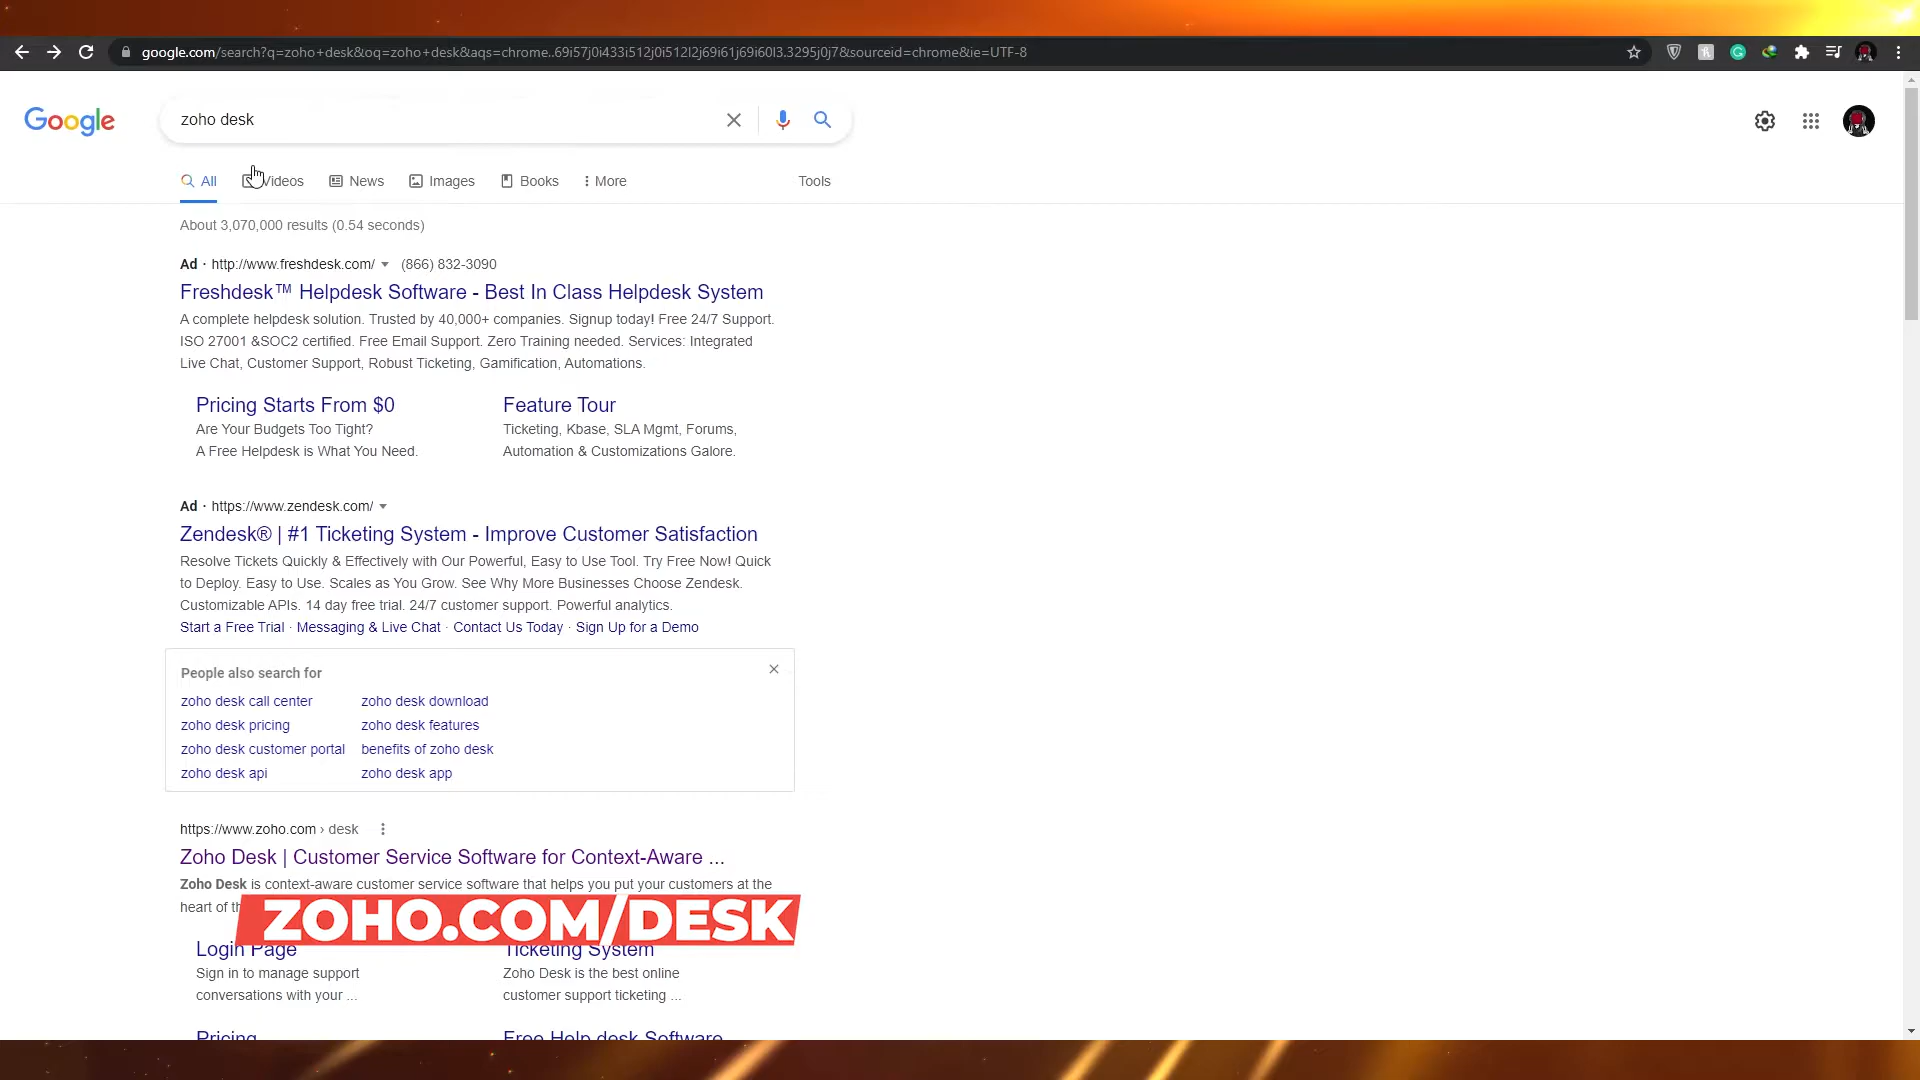 google.com/search?q=zoho+desk&oq=zoho+desk&aqs=chrome..69i57j0i433i512j0i512l2j69i61j69i60l3.3295j0j7&sourceid=chrome&ie=UTF-8
Google
zoho desk
All
Videos
News
Images
Books
More
Tools
About 3,070,000 results (0.54 seconds)
Ad · http://www.freshdesk.com/ (866) 832-3090
Freshdesk™ Helpdesk Software - Best In Class Helpdesk System
A complete helpdesk solution. Trusted by 40,000+ companies. Signup today! Free 24/7 Support.
ISO 27001 &SOC2 certified. Free Email Support. Zero Training needed. Services: Integrated
Live Chat, Customer Support, Robust Ticketing, Gamification, Automations.
Pricing Starts From $0
Are Your Budgets Too Tight?
A Free Helpdesk is What You Need.
Feature Tour
Ticketing, Kbase, SLA Mgmt, Forums,
Automation & Customizations Galore.
Ad · https://www.zendesk.com/
Zendesk® | #1 Ticketing System - Improve Customer Satisfaction
Resolve Tickets Quickly & Effectively with Our Powerful, Easy to Use Tool. Try Free Now! Quick
to Deploy. Easy to Use. Scales as You Grow. See Why More Businesses Choose Zendesk.
Customizable APIs. 14 day free trial. 24/7 customer support. Powerful analytics.
Start a Free Trial · Messaging & Live Chat · Contact Us Today · Sign Up for a Demo
People also search for
zoho desk call center
zoho desk download
zoho desk pricing
zoho desk features
zoho desk customer portal
benefits of zoho desk
zoho desk api
zoho desk app
https://www.zoho.com › desk
Zoho Desk | Customer Service Software for Context-Aware ...
Zoho Desk is context-aware customer service software that helps you put your customers at the
heart of
ZOHO.COM/DESK
Login Page
Sign in to manage support
conversations with your ...
Ticketing System
Zoho Desk is the best online
customer support ticketing ...
Pricing
Free Help desk Software